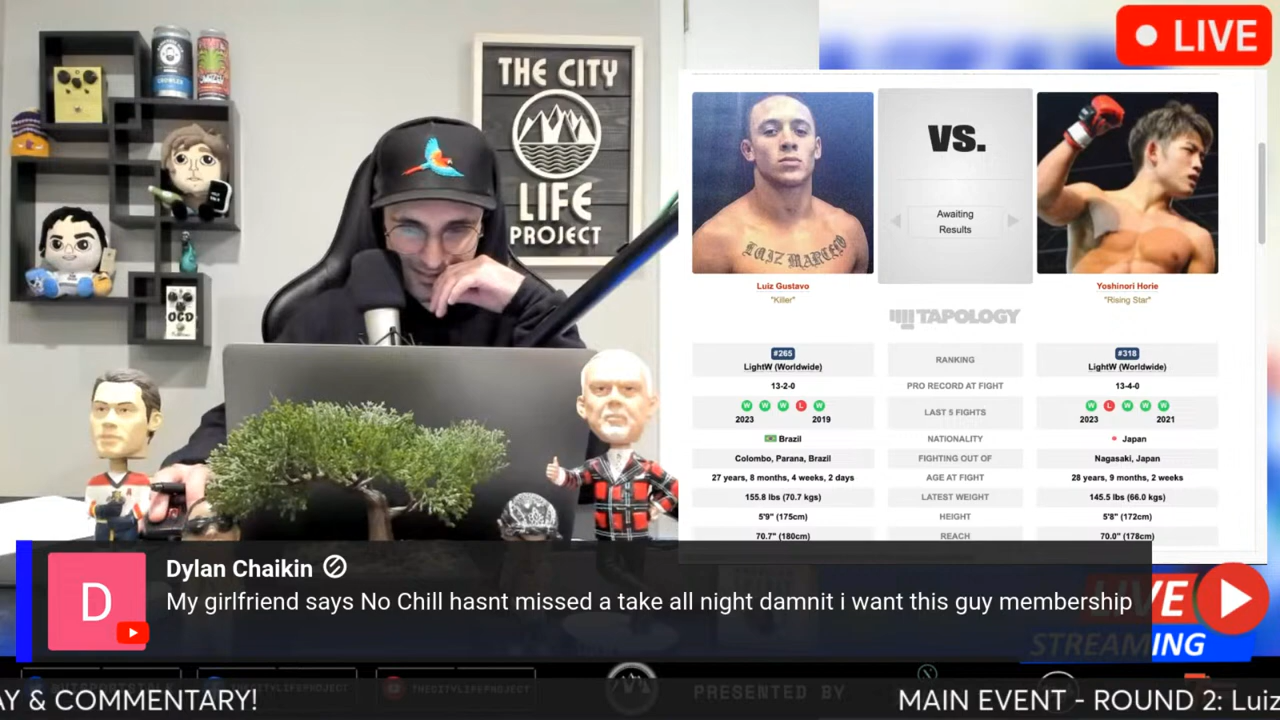 LIVE
THE CITY
LIFE
PROJECT
OCD
VS.
Awaiting
Results
LUIZ
Luiz Gustavo
"Killer"
Yoshinori Horie
"Rising Star"
TAPOLOGY
#265
LightW (Worldwide)
RANKING
#318
LightW (Worldwide)
13-2-0
PRO RECORD AT FIGHT
13-4-0
W W W L W
2023 2019
LAST 5 FIGHTS
W L W W W
2023 2021
Brazil
NATIONALITY
Japan
Colombo, Parana, Brazil
FIGHTING OUT OF
Nagasaki, Japan
27 years, 8 months, 4 weeks, 2 days
AGE AT FIGHT
28 years, 9 months, 2 weeks
155.8 lbs (70.7 kgs)
LATEST WEIGHT
145.5 lbs (66.0 kgs)
5'9" (175cm)
HEIGHT
5'8" (172cm)
70.7" (180cm)
REACH
70.0" (178cm)
D
Dylan Chaikin
My girlfriend says No Chill hasnt missed a take all night damnit i want this guy membership
VE
STREAMING
THECITYLIFEPROJECT
THECITYLIFEPROJECT
PRESENTED BY
AY & COMMENTARY!
MAIN EVENT - ROUND 2: Luiz